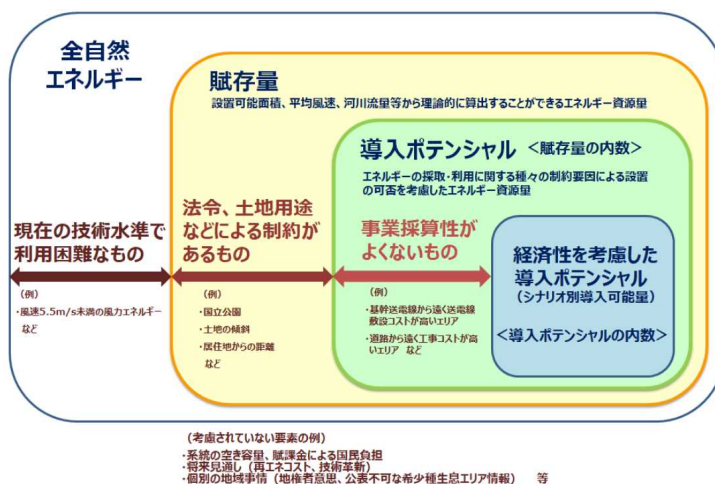 全自然
エネルギー
賦存量
設置可能面積、平均風速、河川流量等から理論的に算出することができるエネルギー資源量
導入ポテンシャル <賦存量の内数>
エネルギーの採取・利用に関する種々の制約要因による設置
の可否を考慮したエネルギー資源量
現在の技術水準で
利用困難なもの
(例)
・風速5.5m/s未満の風力エネルギー
など
法令、土地用途
などによる制約が
あるもの
(例)
・国立公園
・土地の傾斜
・居住地からの距離
など
事業採算性が
よくないもの
(例)
・基幹送電線から遠く送電線
敷設コストが高いエリア
・道路から遠く工事コストが高
いエリア など
経済性を考慮した
導入ポテンシャル
(シナリオ別導入可能量)
<導入ポテンシャルの内数>
(考慮されていない要素の例)
・系統の空き容量、賦課金による国民負担
・将来見通し(再エネコスト、技術革新)
・個別の地域事情(地権者意思、公表不可な希少種生息エリア情報) 等